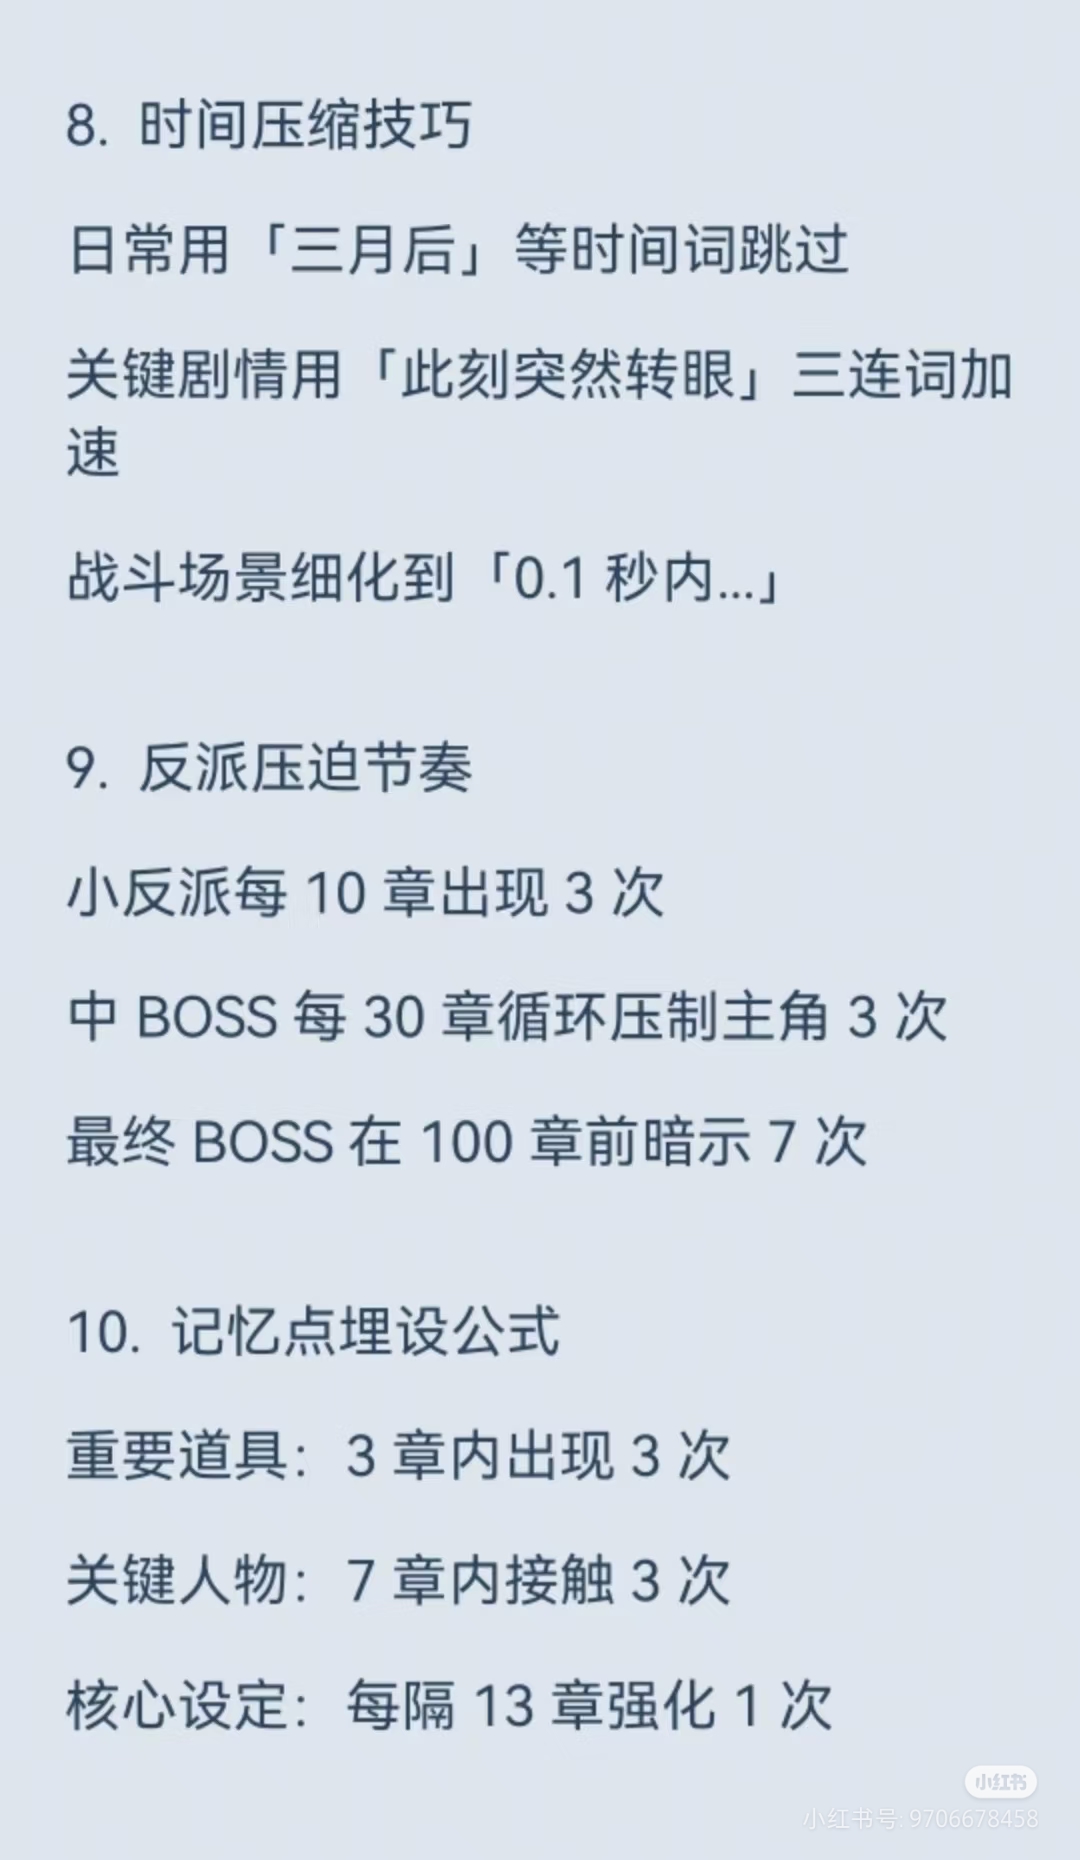 8. 时间压缩技巧
日常用「三月后」等时间词跳过
关键剧情用「此刻突然转眼」三连词加
速
战斗场景细化到「0.1 秒内...」
9. 反派压迫节奏
小反派每 10 章出现 3 次
中 BOSS 每 30 章循环压制主角 3 次
最终 BOSS 在 100 章前暗示 7 次
10. 记忆点埋设公式
重要道具：3 章内出现 3 次
关键人物：7 章内接触 3 次
核心设定：每隔 13 章强化 1 次
小红书
小红书号: 9706678458